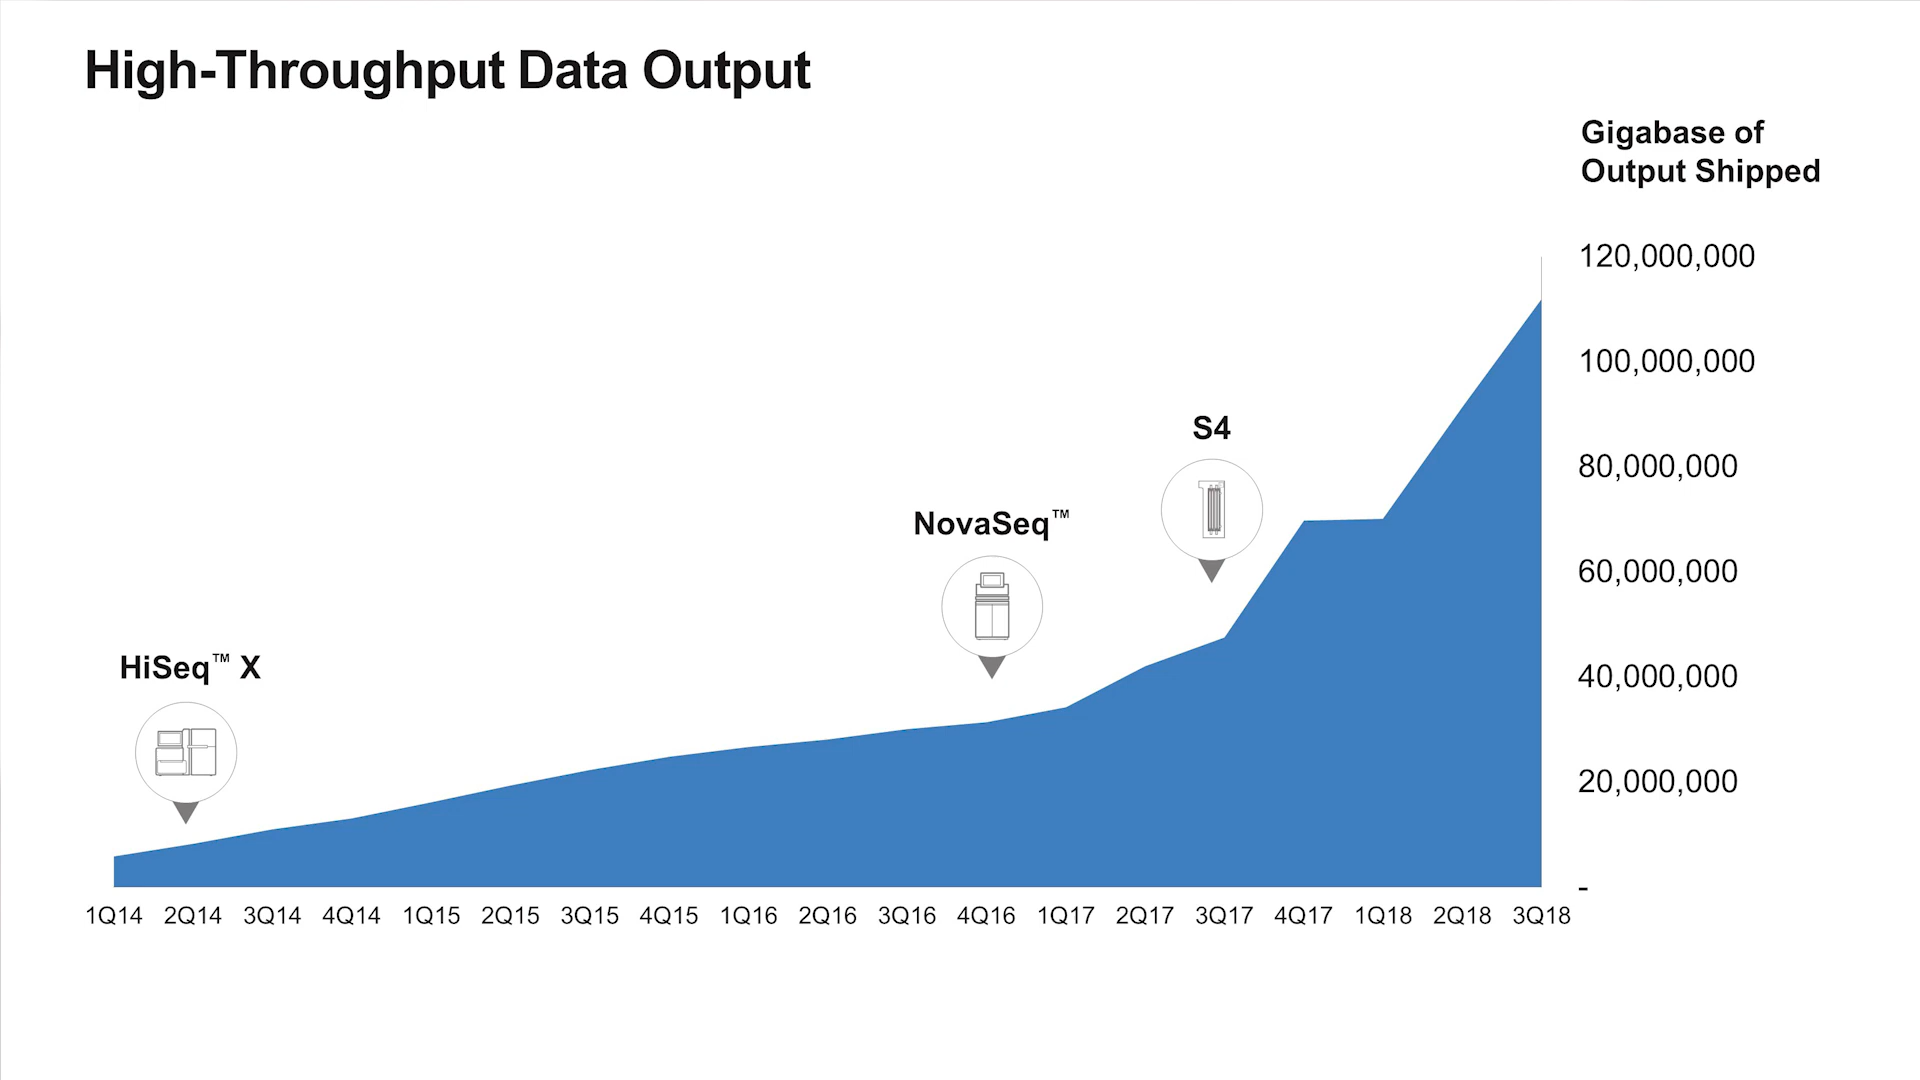 High-Throughput Data Output
Gigabase of
Output Shipped
120,000,000
100,000,000
S4
80,000,000
NovaSeq™
60,000,000
HiSeq™ X
40,000,000
20,000,000
-
1Q14 2Q14 3Q14 4Q14 1Q15 2Q15 3Q15 4Q15 1Q16 2Q16 3Q16 4Q16 1Q17 2Q17 3Q17 4Q17 1Q18 2Q18 3Q18